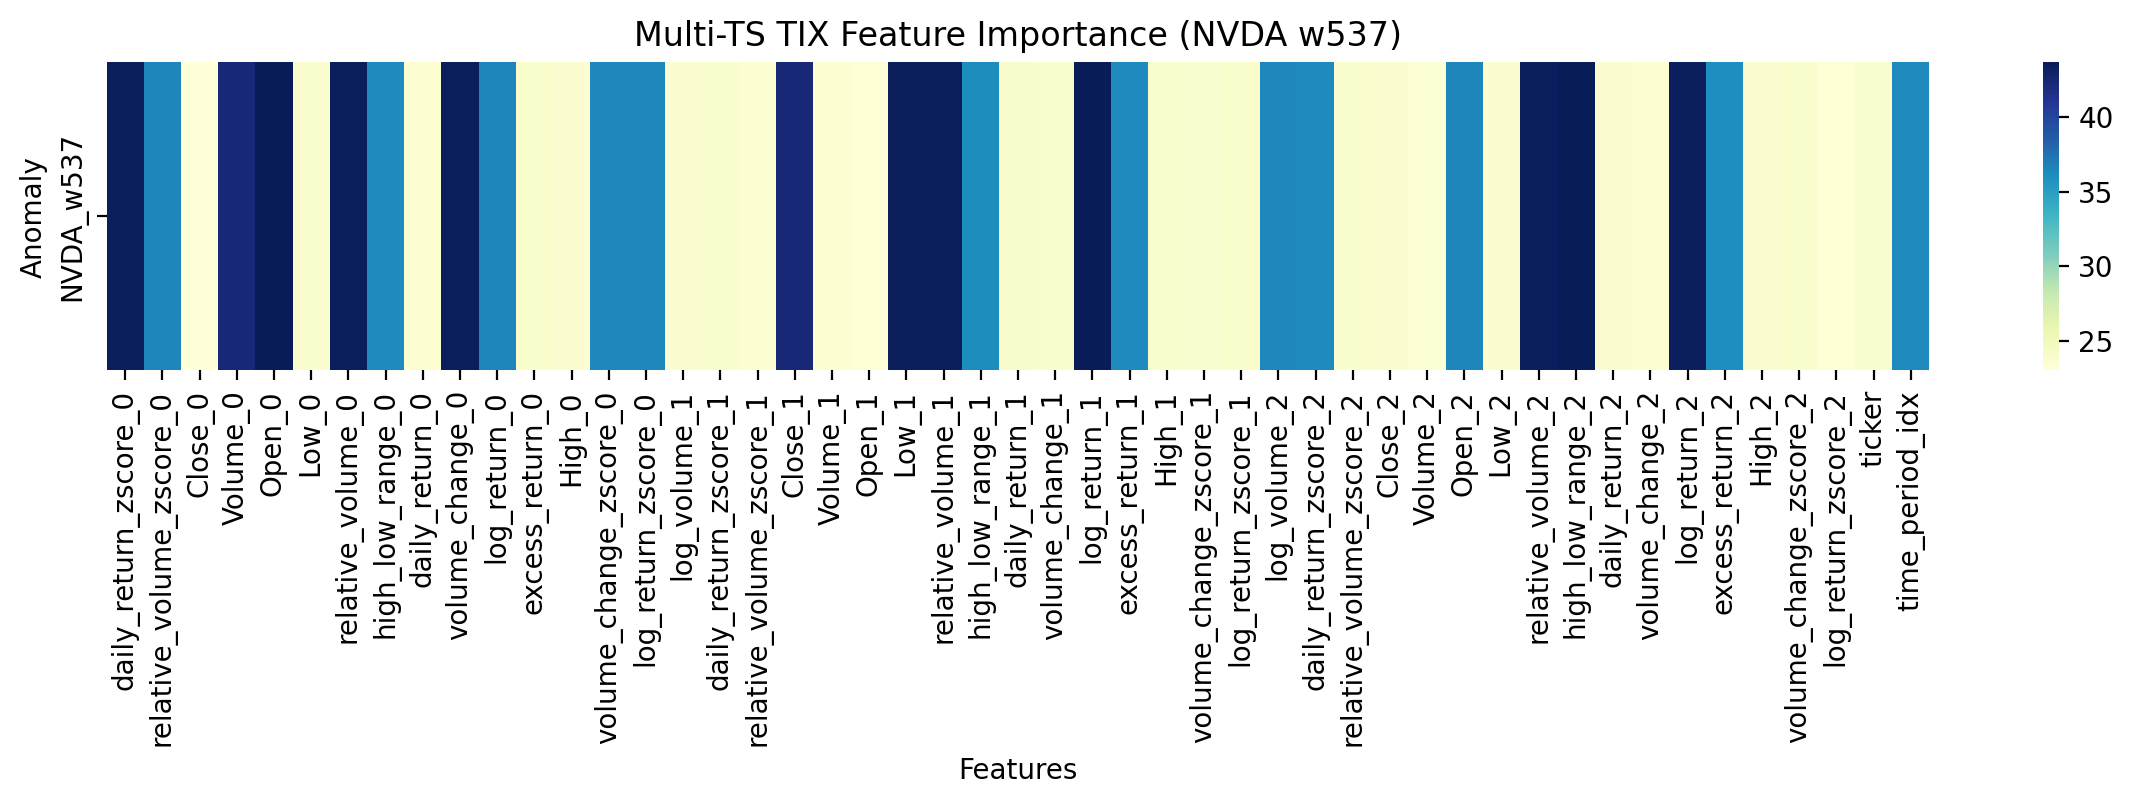 Multi-TS TIX Feature Importance (NVDA w537)
Anomaly
NVDA_w537
40
35
30
25
daily_return_zscore_0
relative_volume_zscore_0
Close_0
Volume_0
Open_0
Low_0
relative_volume_0
high_low_range_0
daily_return_0
volume_change_0
log_return_0
excess_return_0
High_0
volume_change_zscore_0
log_return_zscore_0
log_volume_1
daily_return_zscore_1
relative_volume_zscore_1
Close_1
Volume_1
Open_1
Low_1
relative_volume_1
high_low_range_1
daily_return_1
volume_change_1
log_return_1
excess_return_1
High_1
volume_change_zscore_1
log_return_zscore_1
log_volume_2
daily_return_zscore_2
relative_volume_zscore_2
Close_2
Volume_2
Open_2
Low_2
relative_volume_2
high_low_range_2
daily_return_2
volume_change_2
log_return_2
excess_return_2
High_2
volume_change_zscore_2
log_return_zscore_2
ticker
time_period_idx
Features